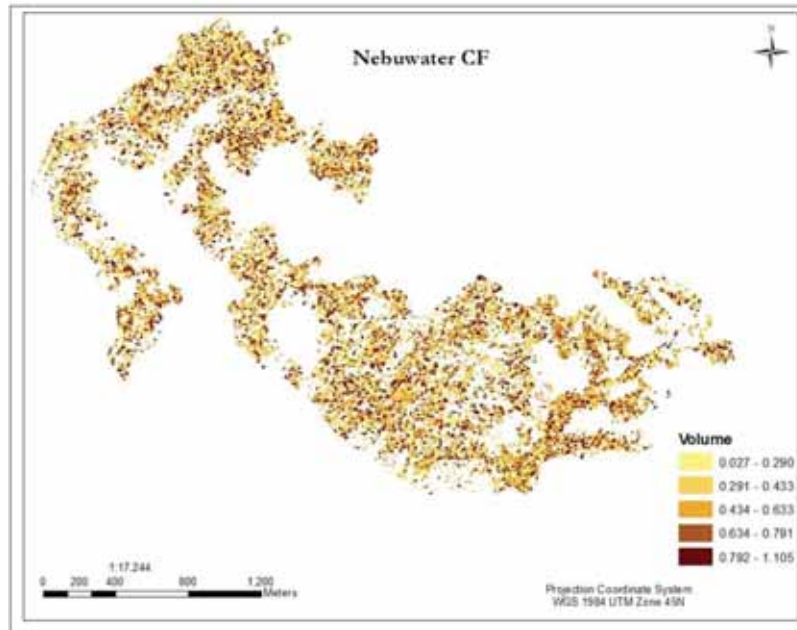 N
Nebuwater CF
Volume
0.027 - 0.290
0.291 - 0.433
0.434 - 0.633
0.634 - 0.791
0.792 - 1.105
1:17.244
0 200 400 800 1,200
Meters
Projection Coordinate System
WGS 1984 UTM Zone 45N